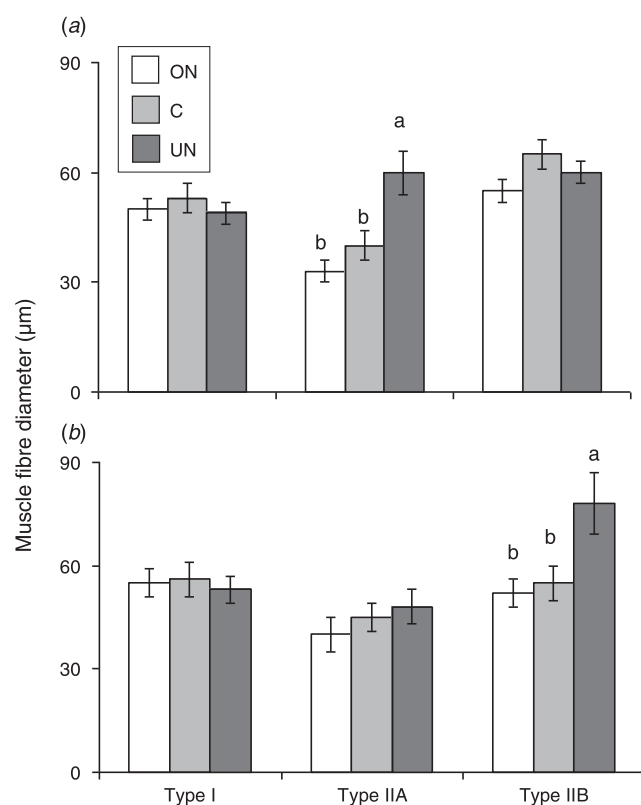 (a)
90
60
30
0
ON
C
UN
b
b
a
(b)
90
60
30
0
b
b
a
Type I
Type IIA
Type IIB
Muscle fibre diameter (µm)